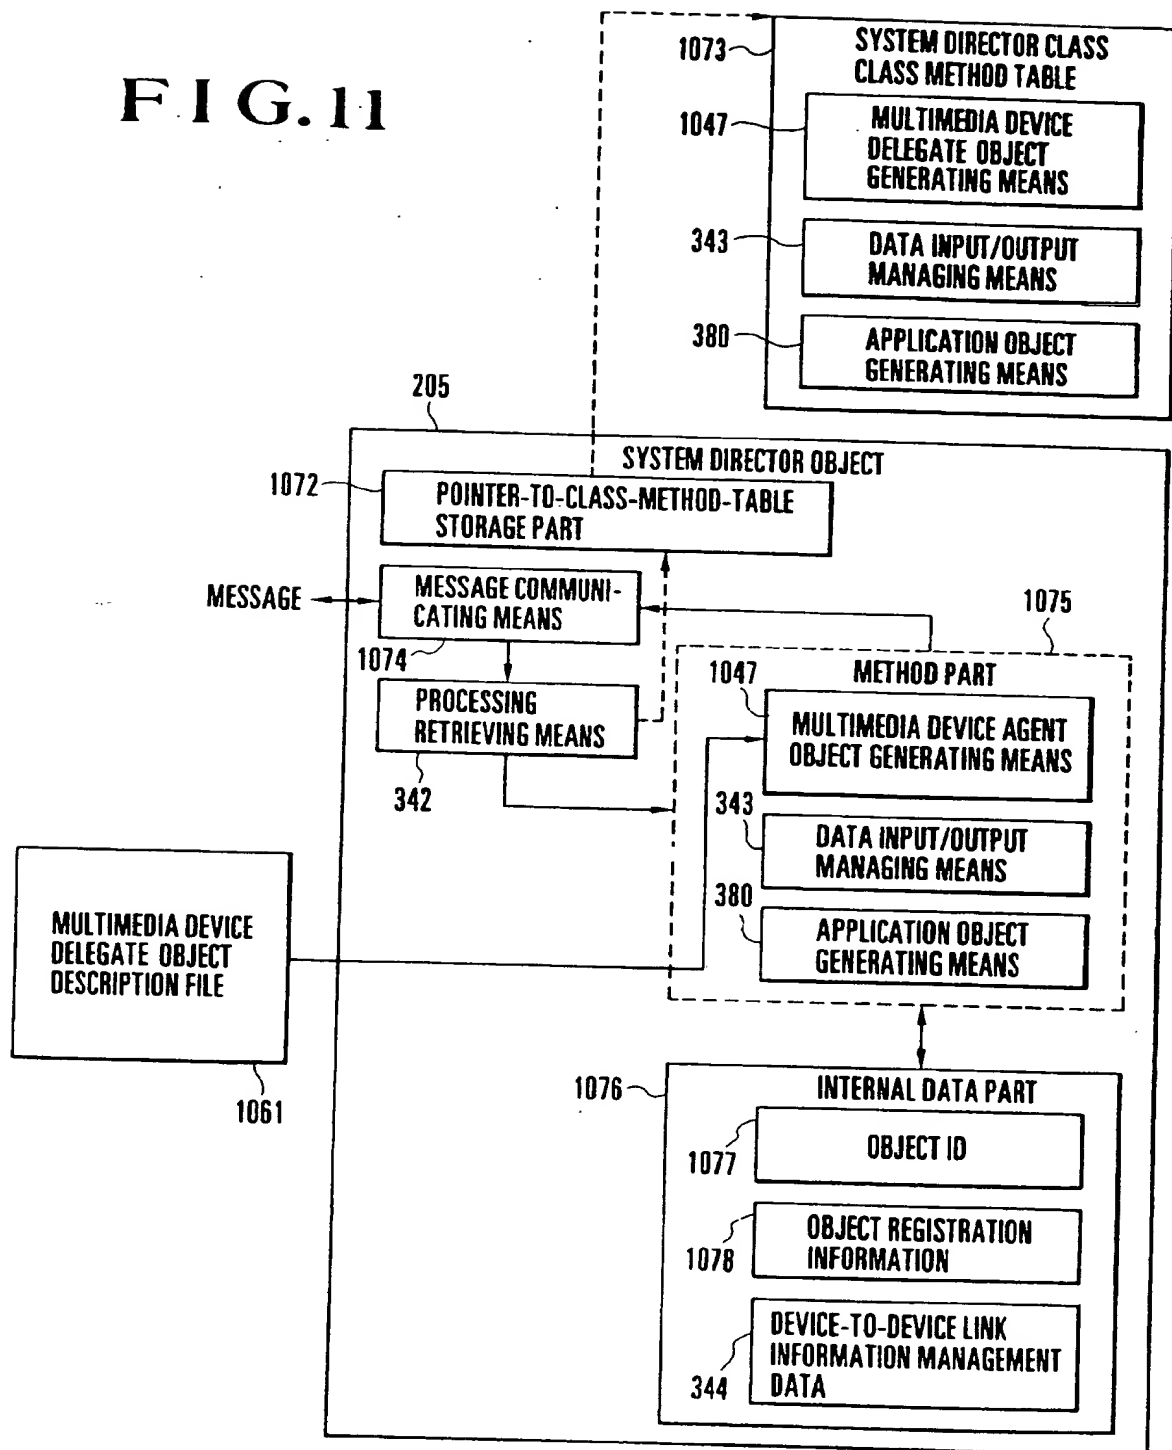 FIG.11
1073
SYSTEM DIRECTOR CLASS
CLASS METHOD TABLE
1047
MULTIMEDIA DEVICE
DELEGATE OBJECT
GENERATING MEANS
343
DATA INPUT/OUTPUT
MANAGING MEANS
380
APPLICATION OBJECT
GENERATING MEANS
205
SYSTEM DIRECTOR OBJECT
1072
POINTER-TO-CLASS-METHOD-TABLE
STORAGE PART
MESSAGE
MESSAGE COMMUNI-
CATING MEANS
1074
PROCESSING
RETRIEVING MEANS
342
1075
METHOD PART
1047
MULTIMEDIA DEVICE AGENT
OBJECT GENERATING MEANS
343
DATA INPUT/OUTPUT
MANAGING MEANS
380
APPLICATION OBJECT
GENERATING MEANS
MULTIMEDIA DEVICE
DELEGATE OBJECT
DESCRIPTION FILE
1061
1076
INTERNAL DATA PART
1077
OBJECT ID
1078
OBJECT REGISTRATION
INFORMATION
344
DEVICE-TO-DEVICE LINK
INFORMATION MANAGEMENT
DATA